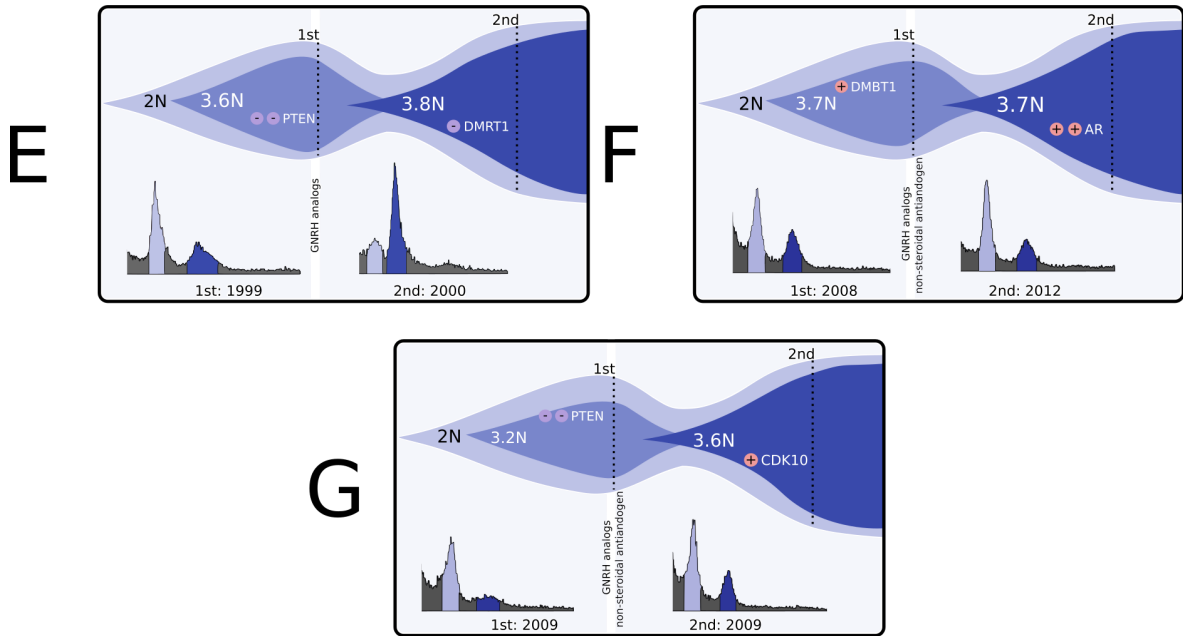 E
1st
2nd
2N
3.6N
- - PTEN
3.8N
- DMRT1
GNRH analogs
1st: 1999
2nd: 2000
F
1st
2nd
2N
3.7N
+ DMBT1
3.7N
+ + AR
GNRH analogs
non-steroidal antiandogen
1st: 2008
2nd: 2012
G
1st
2nd
2N
3.2N
- - PTEN
3.6N
+ CDK10
GNRH analogs
non-steroidal antiandogen
1st: 2009
2nd: 2009